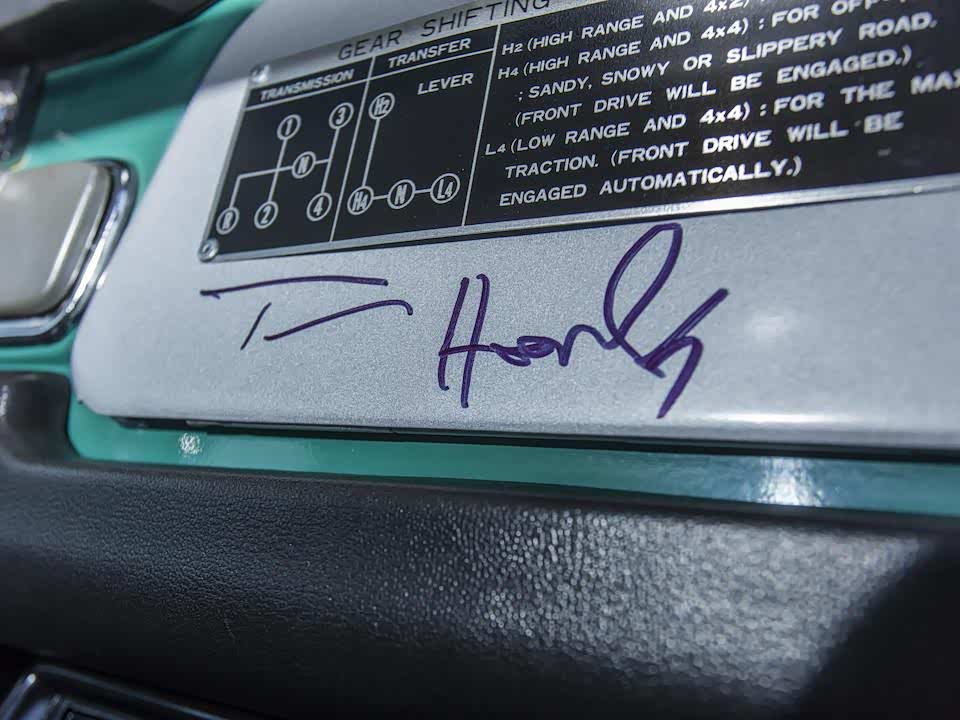 GEAR SHIFTING
TRANSMISSION
1 3
N
R 2 4
TRANSFER
LEVER
H2
H4 N L4
H2 (HIGH RANGE AND 4x2)
H4 (HIGH RANGE AND 4x4) : FOR OFF
; SANDY, SNOWY OR SLIPPERY ROAD.
(FRONT DRIVE WILL BE ENGAGED.)
L4 (LOW RANGE AND 4x4) : FOR THE MAX
TRACTION. (FRONT DRIVE WILL BE
ENGAGED AUTOMATICALLY.)